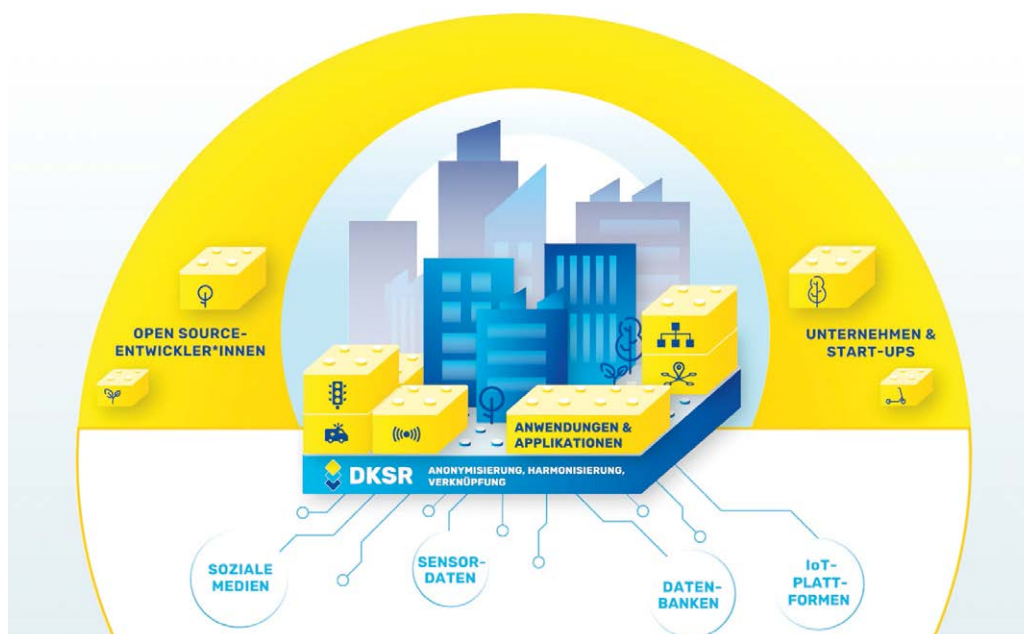 OPEN SOURCE-
ENTWICKLER*INNEN
UNTERNEHMEN &
START-UPS
ANWENDUNGEN &
APPLIKATIONEN
DKSR
ANONYMISIERUNG, HARMONISIERUNG,
VERKNÜPFUNG
SOZIALE
MEDIEN
SENSOR-
DATEN
DATEN-
BANKEN
IoT-
PLATT-
FORMEN